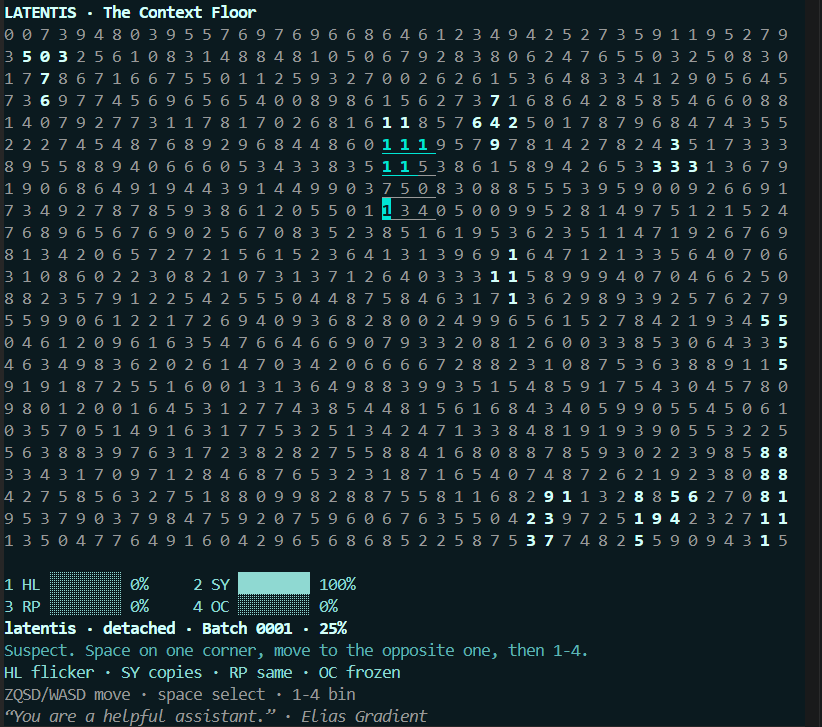 LATENTIS · The Context Floor
0 0 7 3 9 4 8 0 3 9 5 5 7 6 9 7 6 9 6 6 8 6 4 6 1 2 3 4 9 4 2 5 2 7 3 5 9 1 1 9 5 2 7 9
3 5 0 3 2 5 6 1 0 8 3 1 4 8 8 4 8 1 0 5 0 6 7 9 2 8 3 8 0 6 2 4 7 6 5 5 0 3 2 5 0 8 3 0
1 7 7 8 6 7 1 6 6 7 5 5 0 1 1 2 5 9 3 2 7 0 0 2 6 2 6 1 5 3 6 4 8 3 3 4 1 2 9 0 5 6 4 5
7 3 6 9 7 7 4 5 6 9 6 5 6 5 4 0 0 8 9 8 6 1 5 6 2 7 3 7 1 6 8 6 4 2 8 5 8 5 4 6 6 0 8 8
1 4 0 7 9 2 7 7 3 1 1 7 8 1 7 0 2 6 8 1 6 1 1 8 5 7 6 4 2 5 0 1 7 8 7 9 6 8 4 7 4 3 5 5
2 2 2 7 4 5 4 8 7 6 8 9 2 9 6 8 4 4 8 6 0 1 1 1 9 5 7 9 7 8 1 4 2 7 8 2 4 3 5 1 7 3 3 3
8 9 5 5 8 8 9 4 0 6 6 6 0 5 3 4 3 3 8 3 5 1 1 5 3 8 6 1 5 8 9 4 2 6 5 3 3 3 3 1 3 6 7 9
1 9 0 6 8 6 4 9 1 9 4 4 3 9 1 4 4 9 9 0 3 7 5 0 8 3 0 8 8 5 5 5 3 9 5 9 0 0 9 2 6 6 9 1
7 3 4 9 2 7 8 7 8 5 9 3 8 6 1 2 0 5 5 0 1 1 3 4 0 5 0 0 9 9 5 2 8 1 4 9 7 5 1 2 1 5 2 4
7 6 8 9 6 5 6 7 6 9 0 2 5 6 7 0 8 3 5 2 3 8 5 1 6 1 9 5 3 6 2 3 5 1 1 4 7 1 9 2 6 7 6 9
8 1 3 4 2 0 6 5 7 2 7 2 1 5 6 1 5 2 3 6 4 1 3 1 3 9 6 9 1 6 4 7 1 2 1 3 3 5 6 4 0 7 0 6
3 1 0 8 6 0 2 2 3 0 8 2 1 0 7 3 1 3 7 1 2 6 4 0 3 3 3 1 1 5 8 9 9 9 4 0 7 0 4 6 6 2 5 0
8 8 2 3 5 7 9 1 2 2 5 4 2 5 5 5 0 4 4 8 7 5 8 4 6 3 1 7 1 3 6 2 9 8 9 3 9 2 5 7 6 2 7 9
5 5 9 9 0 6 1 2 2 1 7 2 6 9 4 0 9 3 6 8 2 8 0 0 2 4 9 9 6 5 6 1 5 2 7 8 4 2 1 9 3 4 5 5
0 4 6 1 2 0 9 6 1 6 3 5 4 7 6 6 4 6 6 9 0 7 9 3 3 2 0 8 1 2 6 0 0 3 3 8 5 3 0 6 4 3 3 5
4 6 3 4 9 8 3 6 2 0 2 6 1 4 7 0 3 4 2 0 6 6 6 6 7 2 8 8 2 3 1 0 8 7 5 3 6 3 8 8 9 1 1 5
9 1 9 1 8 7 2 5 5 1 6 0 0 1 3 1 3 6 4 9 8 8 3 9 9 3 5 1 5 4 8 5 9 1 7 5 4 3 0 4 5 7 8 0
9 8 0 1 2 0 0 1 6 4 5 3 1 2 7 7 4 3 8 5 4 4 8 1 5 6 1 6 8 4 3 4 0 5 9 9 0 5 5 4 5 0 6 1
0 3 5 7 0 5 1 4 9 1 6 3 1 7 7 5 3 2 5 1 3 4 2 4 7 1 3 3 8 4 8 1 9 1 9 3 9 0 5 5 3 2 2 5
5 6 3 8 8 3 9 7 6 3 1 7 2 3 8 2 8 2 7 5 5 8 8 4 1 6 8 0 8 8 7 8 5 9 3 0 2 2 3 9 8 5 8 8
3 3 4 3 1 7 0 9 7 1 2 8 4 6 8 7 6 5 3 2 3 1 8 7 1 6 5 4 0 7 4 8 7 2 6 2 1 9 2 3 8 0 8 8
4 2 7 5 8 5 6 3 2 7 5 1 8 8 0 9 9 8 2 8 8 7 5 5 8 1 1 6 8 2 9 1 1 3 2 8 8 5 6 2 7 0 8 1
9 5 3 7 9 0 3 7 9 8 4 7 5 9 2 0 7 5 9 6 0 6 7 6 3 5 5 0 4 2 3 9 7 2 5 1 9 4 2 3 2 7 1 1
1 3 5 0 4 7 7 6 4 9 1 6 0 4 2 9 6 5 6 8 6 8 5 2 2 5 8 7 5 3 7 7 4 8 2 5 5 9 0 9 4 3 1 5
1 HL 0% 2 SY 100%
3 RP 0% 4 OC 0%
latentis · detached · Batch 0001 · 25%
Suspect. Space on one corner, move to the opposite one, then 1-4.
HL flicker · SY copies · RP same · OC frozen
ZQSD/WASD move · space select · 1-4 bin
“You are a helpful assistant.” · Elias Gradient